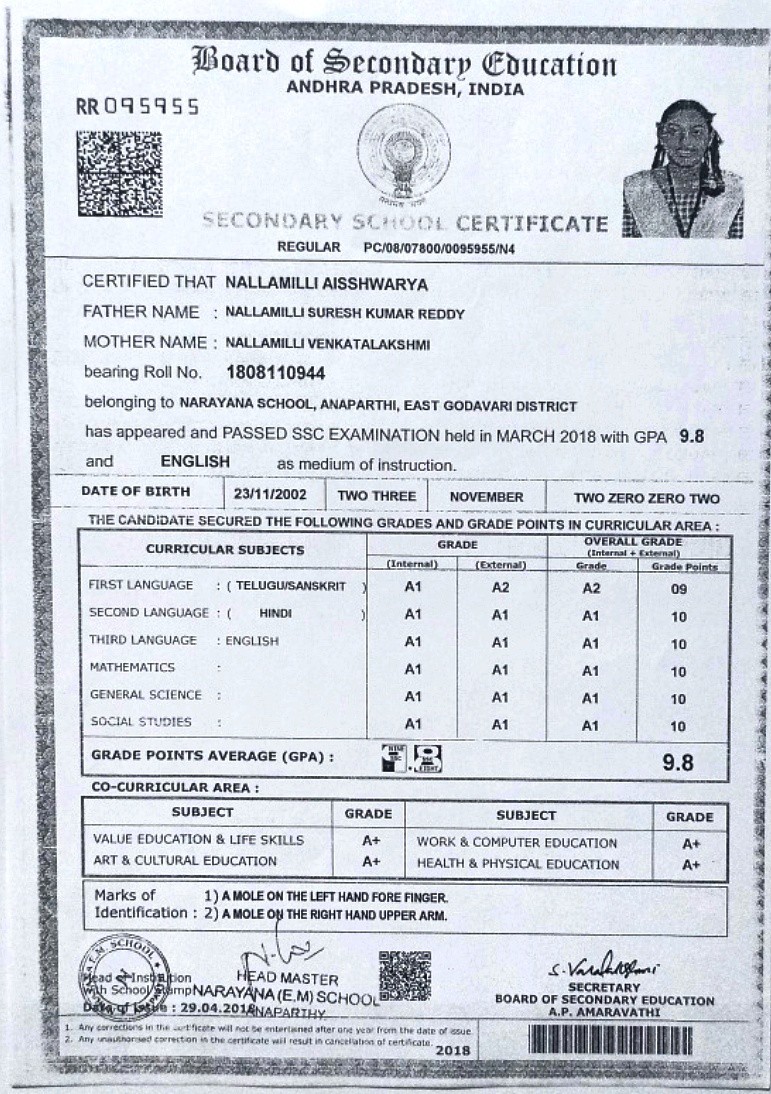 Board of Secondary Education
ANDHRA PRADESH, INDIA
RR 095955
SECONDARY SCHOOL CERTIFICATE
REGULAR PC/08/07800/0095955/N4
CERTIFIED THAT NALLAMILLI AISSHWARYA
FATHER NAME : NALLAMILLI SURESH KUMAR REDDY
MOTHER NAME : NALLAMILLI VENKATALAKSHMI
bearing Roll No. 1808110944
belonging to NARAYANA SCHOOL, ANAPARTHI, EAST GODAVARI DISTRICT
has appeared and PASSED SSC EXAMINATION held in MARCH 2018 with GPA 9.8
and ENGLISH as medium of instruction.
DATE OF BIRTH 23/11/2002 TWO THREE NOVEMBER TWO ZERO ZERO TWO
THE CANDIDATE SECURED THE FOLLOWING GRADES AND GRADE POINTS IN CURRICULAR AREA :
CURRICULAR SUBJECTS GRADE OVERALL GRADE
(Internal + External)
(Internal) (External) Grade Grade Points
FIRST LANGUAGE : ( TELUGU/SANSKRIT ) A1 A2 A2 09
SECOND LANGUAGE : ( HINDI ) A1 A1 A1 10
THIRD LANGUAGE : ENGLISH A1 A1 A1 10
MATHEMATICS : A1 A1 A1 10
GENERAL SCIENCE : A1 A1 A1 10
SOCIAL STUDIES : A1 A1 A1 10
GRADE POINTS AVERAGE (GPA) : 9.8
CO-CURRICULAR AREA :
SUBJECT GRADE SUBJECT GRADE
VALUE EDUCATION & LIFE SKILLS A+ WORK & COMPUTER EDUCATION A+
ART & CULTURAL EDUCATION A+ HEALTH & PHYSICAL EDUCATION A+
Marks of 1) A MOLE ON THE LEFT HAND FORE FINGER.
Identification : 2) A MOLE ON THE RIGHT HAND UPPER ARM.
Head of Institution HEAD MASTER
with School Stamp NARAYANA (E,M) SCHOOL
Date of Issue : 29.04.2018 ANAPARTHY
SECRETARY
BOARD OF SECONDARY EDUCATION
A.P. AMARAVATHI
1. Any corrections in the certificate will not be entertained after one year from the date of issue.
2. Any unauthorised correction in the certificate will result in cancellation of certificate.
2018